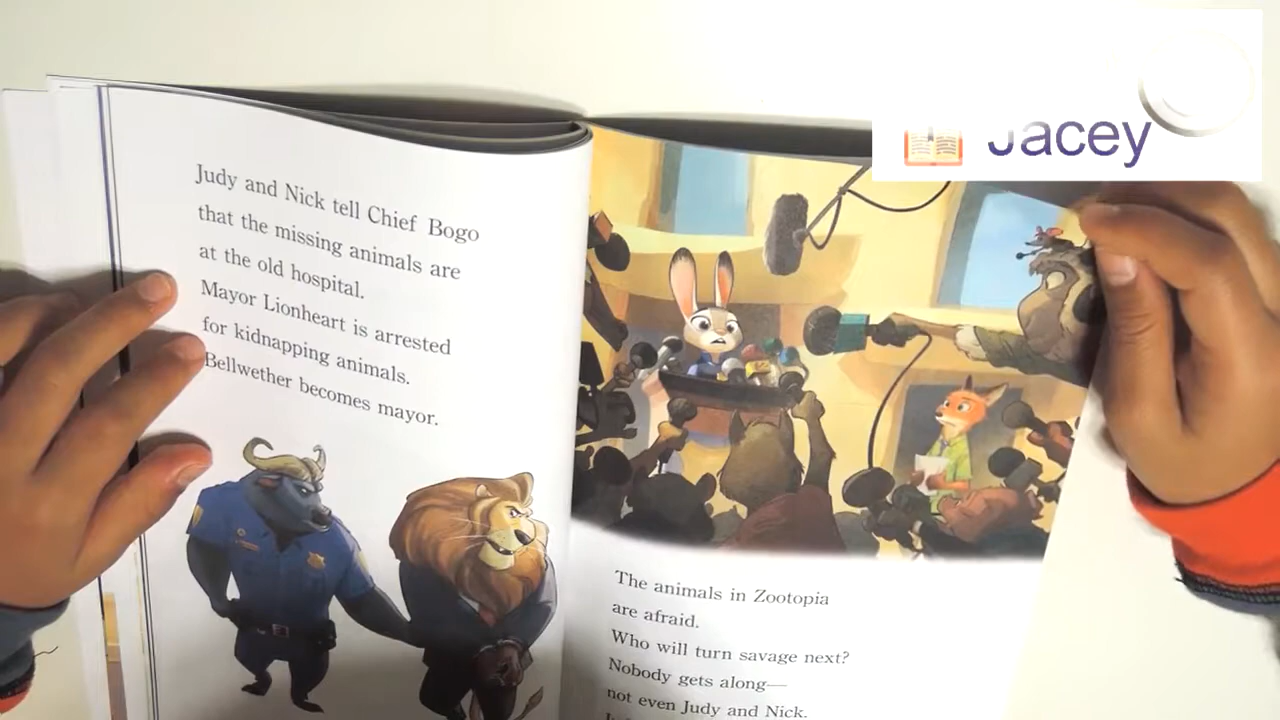 Jacey
Judy and Nick tell Chief Bogo
that the missing animals are
at the old hospital.
Mayor Lionheart is arrested
for kidnapping animals.
Bellwether becomes mayor.
The animals in Zootopia
are afraid.
Who will turn savage next?
Nobody gets along—
not even Judy and Nick.